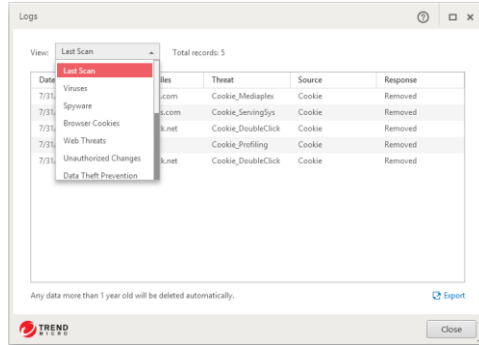 Logs
View: Last Scan Total records: 5
Last Scan
Viruses
Spyware
Browser Cookies
Web Threats
Unauthorized Changes
Data Theft Prevention
Date Threat Source Response
7/31 .com Cookie_Mediaplex Cookie Removed
7/31 s.com Cookie_ServingSys Cookie Removed
7/31 k.net Cookie_DoubleClick Cookie Removed
7/31 Cookie_Profiling Cookie Removed
7/31 k.net Cookie_DoubleClick Cookie Removed
Any data more than 1 year old will be deleted automatically. Export
TREND MICRO Close